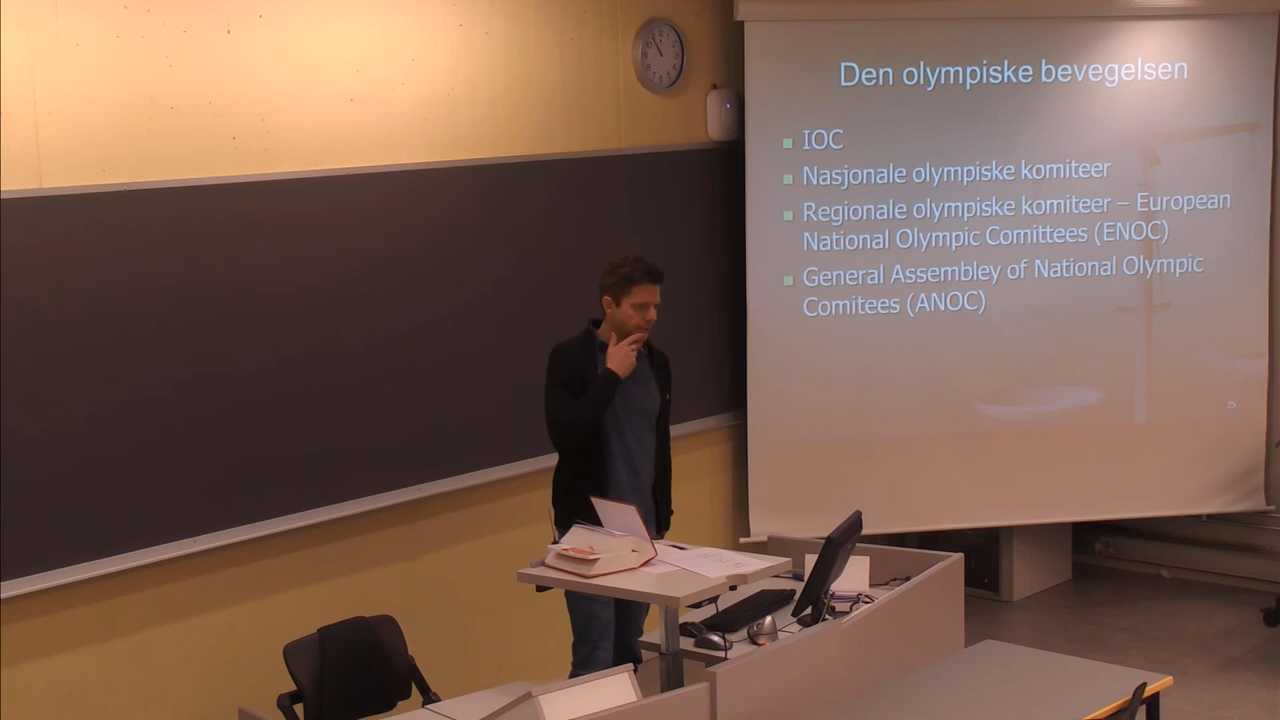 Den olympiske bevegelsen
IOC
Nasjonale olympiske komiteer
Regionale olympiske komiteer – European
National Olympic Comittees (ENOC)
General Assembley of National Olympic
Comitees (ANOC)
25